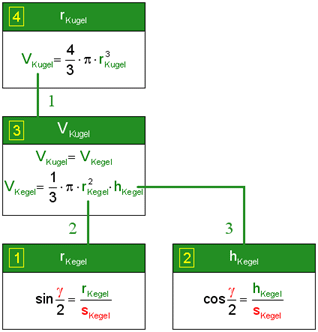 4 r_Kugel
V_Kugel = 4/3 · π · r³_Kugel
1
3 V_Kugel
V_Kugel = V_Kegel
V_Kegel = 1/3 · π · r²_Kegel · h_Kegel
2 3
1 r_Kegel
sin γ/2 = r_Kegel/s_Kegel
2 h_Kegel
cos γ/2 = h_Kegel/s_Kegel